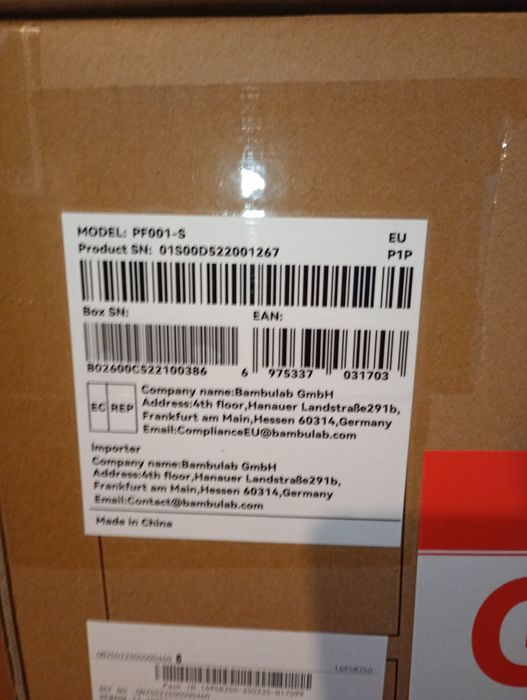 MODEL: PF001-S
EU
Product SN: 01S00D522001267
P1P
Box SN:
EAN:
B02600C522100386
6 975337 031703
EC REP
Company name:Bambulab GmbH
Address:4th floor,Hanauer Landstraße291b,
Frankfurt am Main,Hessen 60314,Germany
Email:ComplianceEU@bambulab.com
Importer
Company name:Bambulab GmbH
Address:4th floor,Hanauer Landstraße291b,
Frankfurt am Main,Hessen 60314,Germany
Email:Contact@bambulab.com
Made in China
16958250